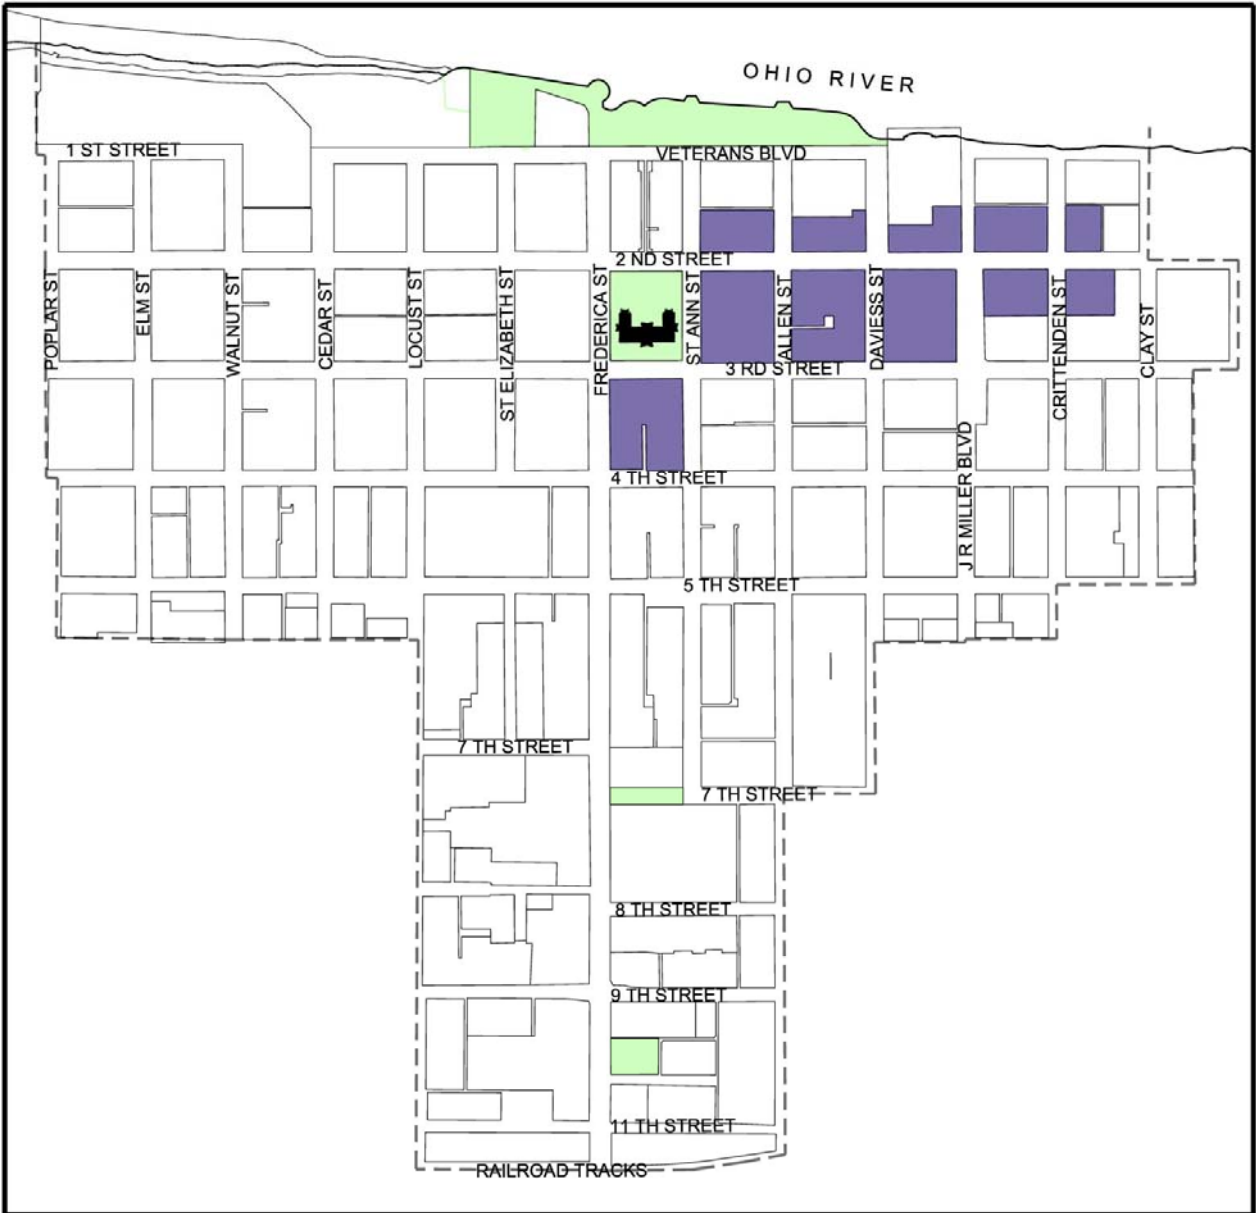 OHIO RIVER
1 ST STREET
VETERANS BLVD
2 ND STREET
POPLAR ST
ELM ST
WALNUT ST
CEDAR ST
LOCUST ST
ST ELIZABETH ST
FREDERICA ST
ST ANN ST
ALLEN ST
DAVIESS ST
CRITTENDEN ST
CLAY ST
3 RD STREET
J R MILLER BLVD
4 TH STREET
5 TH STREET
7 TH STREET
7 TH STREET
8 TH STREET
9 TH STREET
11 TH STREET
RAILROAD TRACKS